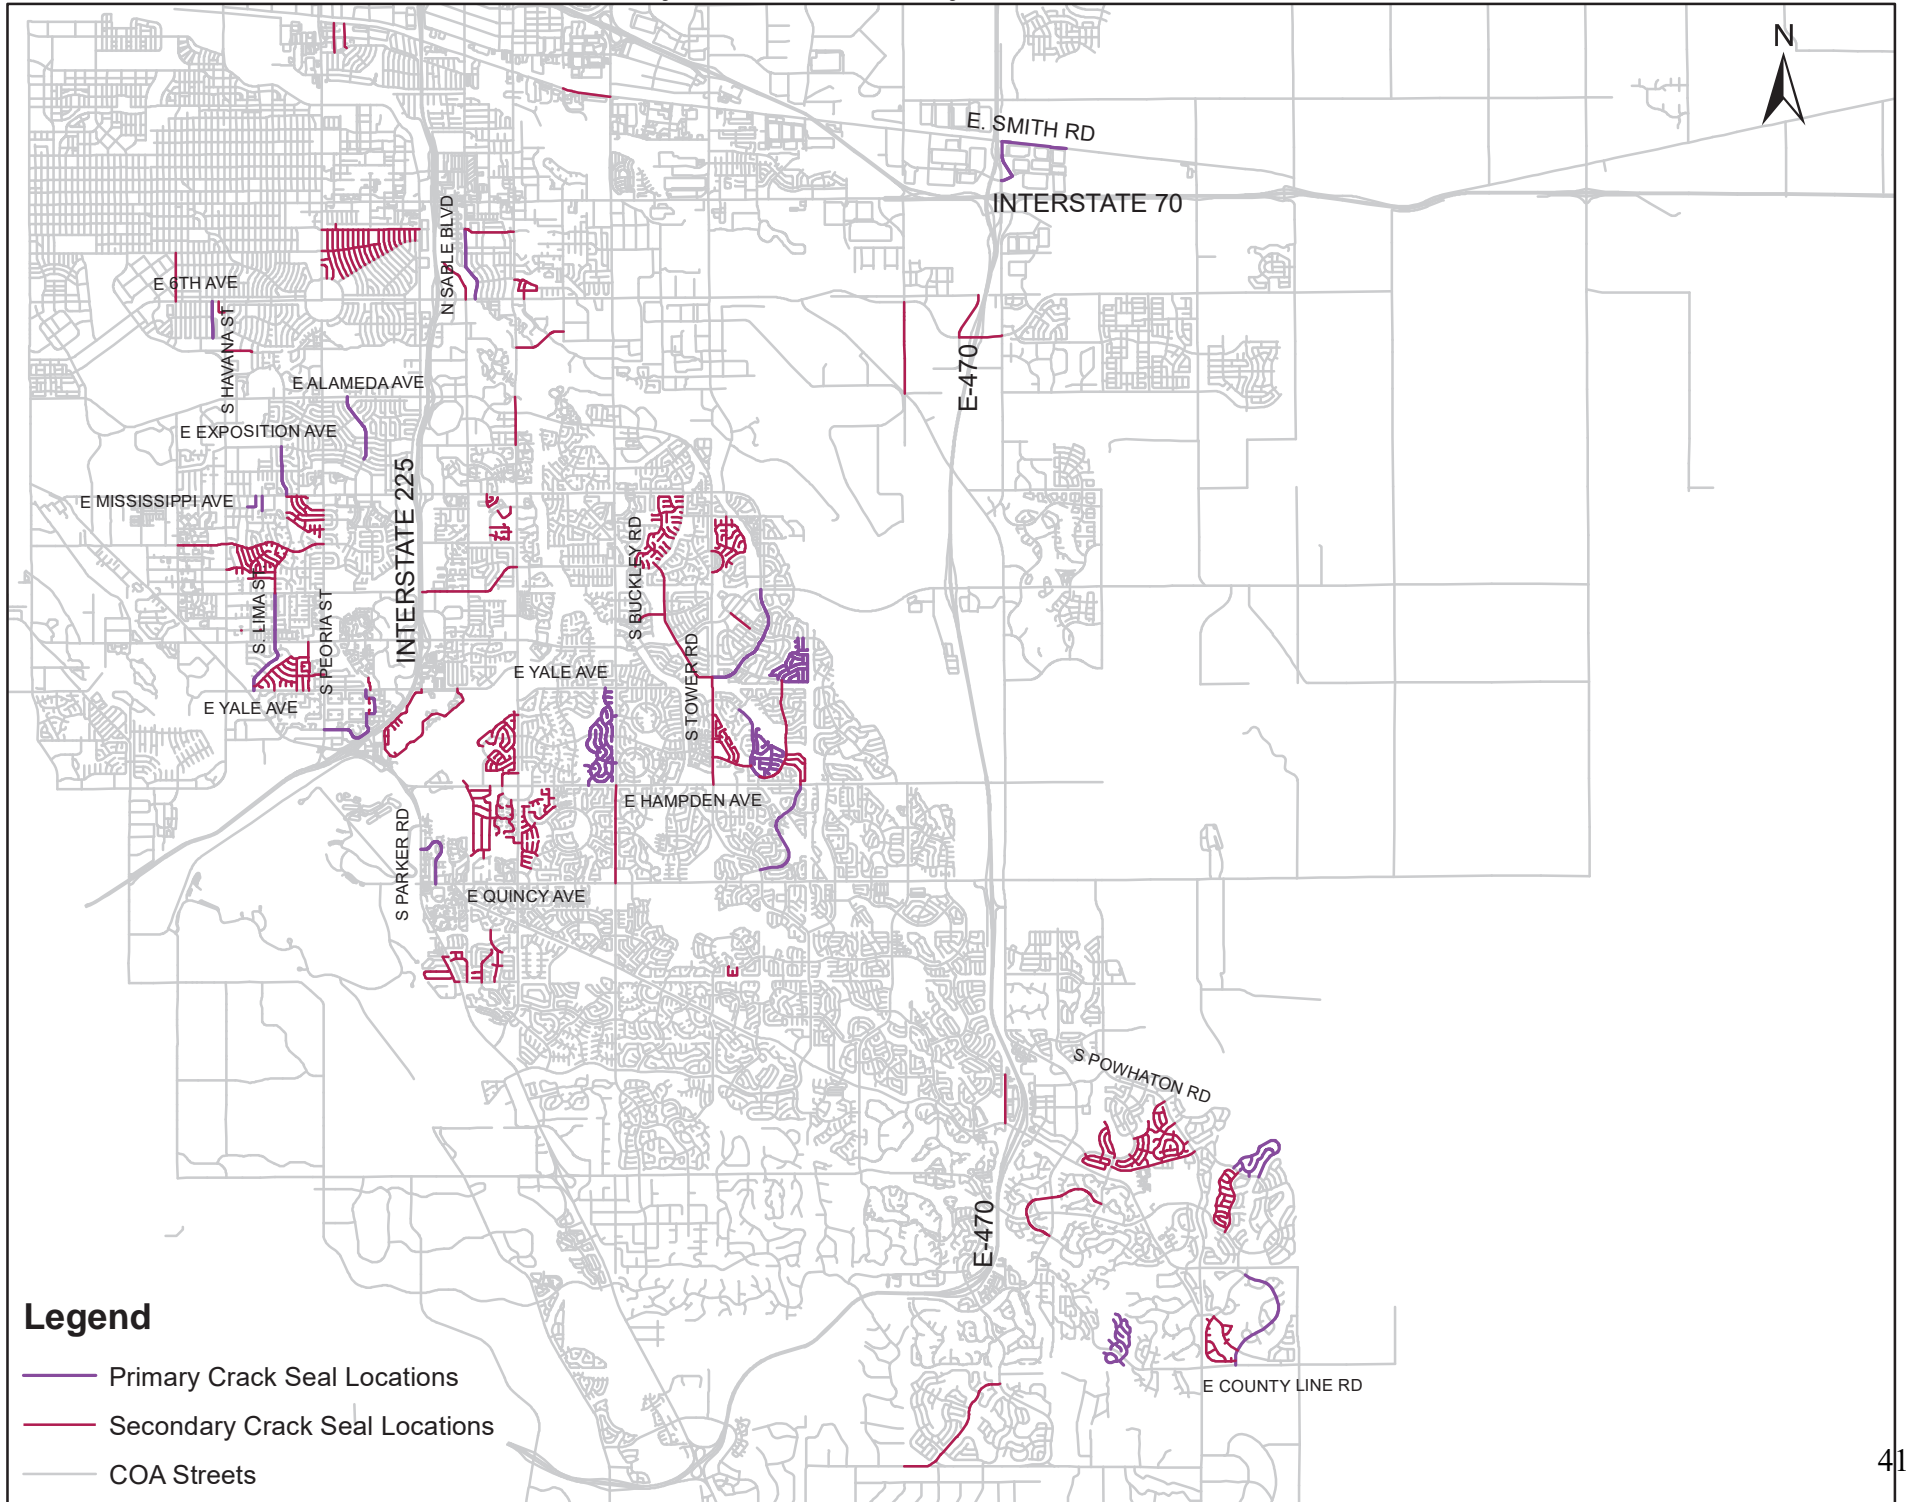 N
E. SMITH RD
INTERSTATE 70
N SABLE BLVD
E 6TH AVE
S HAVANA ST
E-470
E ALAMEDA AVE
E EXPOSITION AVE
INTERSTATE 225
E MISSISSIPPI AVE
S BUCKLEY RD
S. LIMA ST
S PEORIA ST
S TOWER RD
E YALE AVE
E YALE AVE
E HAMPDEN AVE
S PARKER RD
E QUINCY AVE
S POWHATON RD
E-470
E COUNTY LINE RD
Legend
Primary Crack Seal Locations
Secondary Crack Seal Locations
COA Streets
41